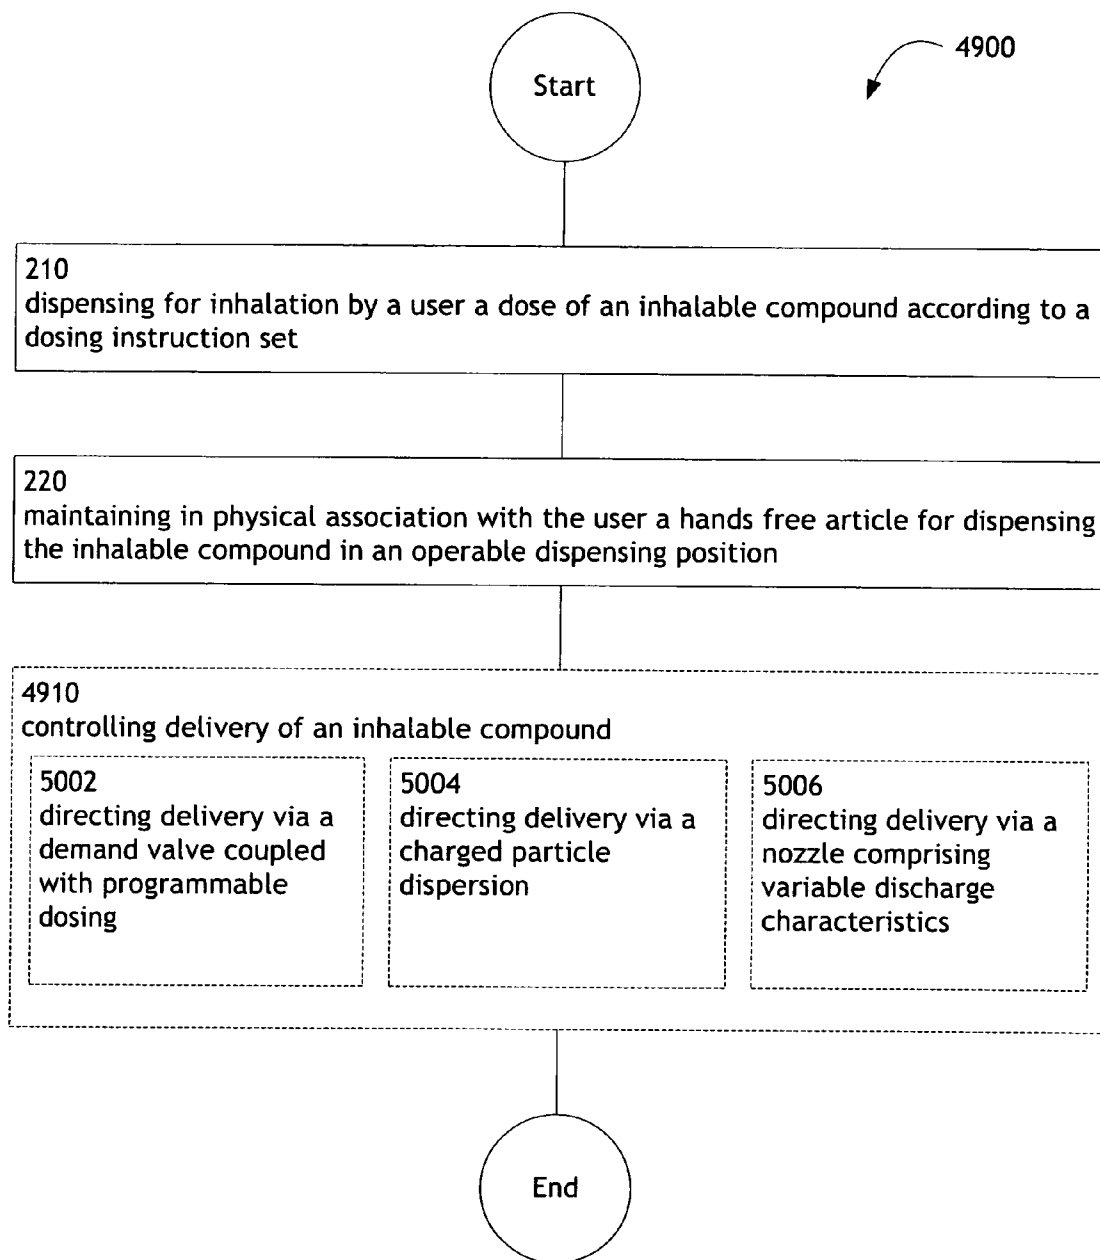 Start
4900
210
dispensing for inhalation by a user a dose of an inhalable compound according to a
dosing instruction set
220
maintaining in physical association with the user a hands free article for dispensing
the inhalable compound in an operable dispensing position
4910
controlling delivery of an inhalable compound
5002
directing delivery via a
demand valve coupled
with programmable
dosing
5004
directing delivery via a
charged particle
dispersion
5006
directing delivery via a
nozzle comprising
variable discharge
characteristics
End